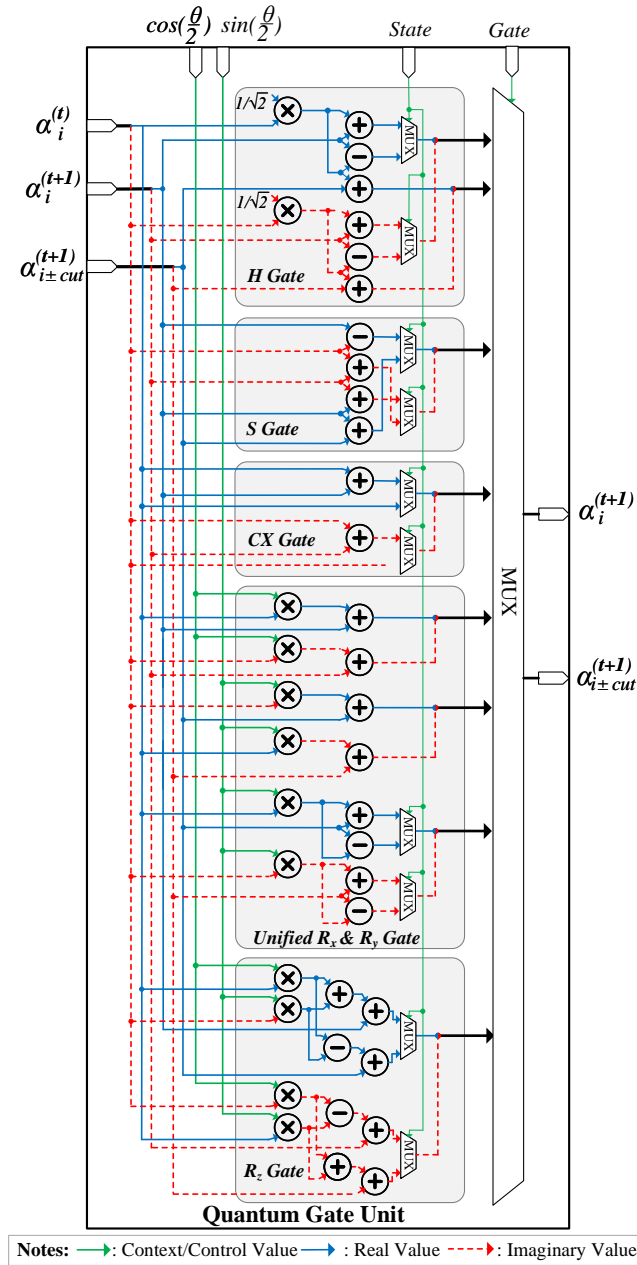 cos(θ/2) sin(θ/2) State Gate
α_i^(t)
α_i^(t+1)
α_{i±cut}^(t+1)
1/√2
×
+
−
+
MUX
1/√2
×
+
−
+
MUX
H Gate
−
+
+
+
MUX
MUX
S Gate
+
+
MUX
MUX
CX Gate
×
+
×
+
×
+
×
+
×
+
−
MUX
×
+
−
MUX
Unified R_x & R_y Gate
×
×
+
+
−
+
MUX
×
×
−
+
+
+
MUX
R_z Gate
MUX
α_i^(t+1)
α_{i±cut}^(t+1)
Quantum Gate Unit
Notes: : Context/Control Value : Real Value : Imaginary Value